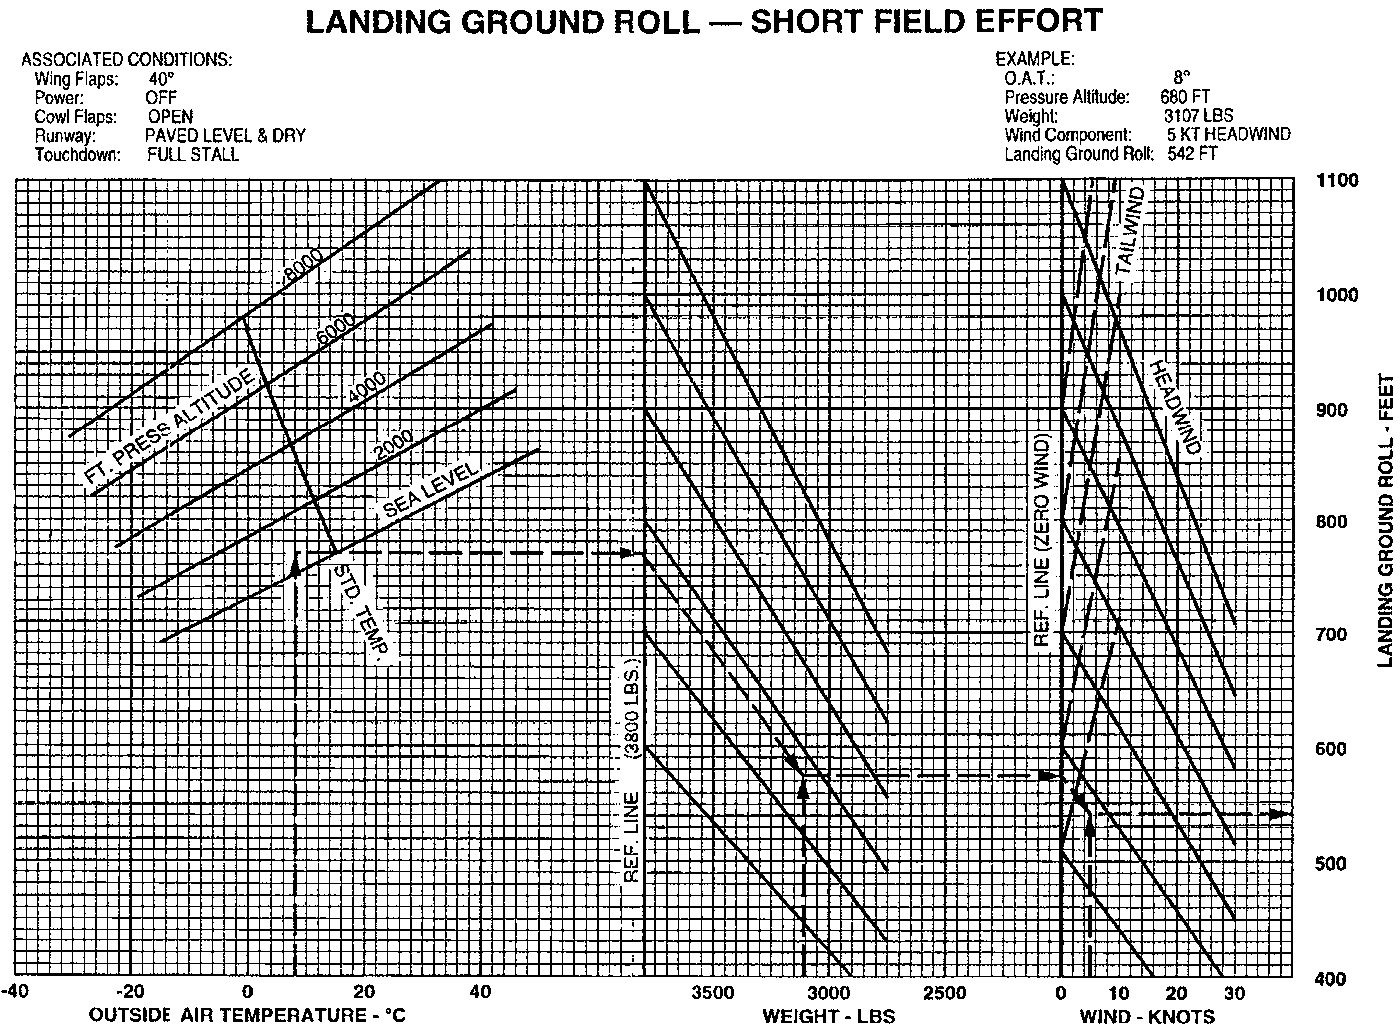 LANDING GROUND ROLL — SHORT FIELD EFFORT
ASSOCIATED CONDITIONS:
Wing Flaps: 40°
Power: OFF
Cowl Flaps: OPEN
Runway: PAVED LEVEL & DRY
Touchdown: FULL STALL
EXAMPLE:
O.A.T.: 8°
Pressure Altitude: 680 FT
Weight: 3107 LBS
Wind Component: 5 KT HEADWIND
Landing Ground Roll: 542 FT
8000
6000
4000
2000
SEA LEVEL
FT. PRESS ALTITUDE
STD. TEMP.
REF. LINE (3800 LBS.)
REF. LINE (ZERO WIND)
TAILWIND
HEADWIND
1100
1000
900
800
700
600
500
400
LANDING GROUND ROLL - FEET
-40 -20 0 20 40 3500 3000 2500 0 10 20 30
OUTSIDE AIR TEMPERATURE - °C WEIGHT - LBS WIND - KNOTS